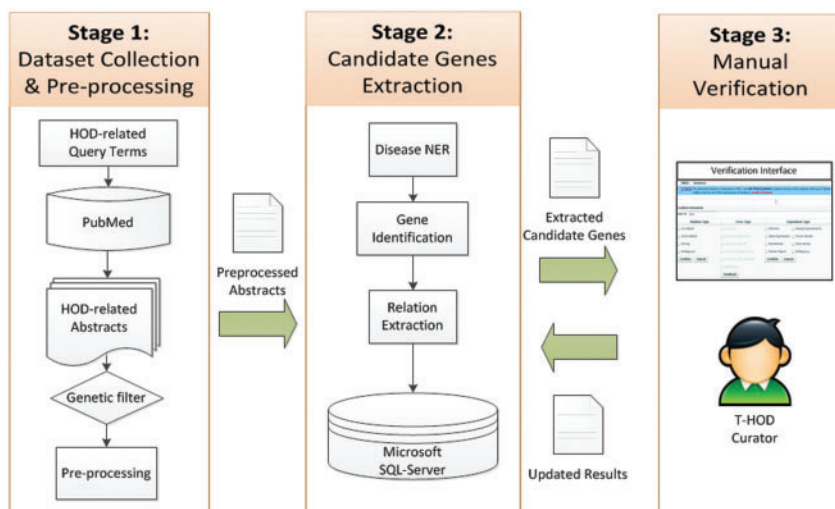 Stage 1:
Dataset Collection
& Pre-processing
HOD-related
Query Terms
PubMed
HOD-related
Abstracts
Genetic filter
Pre-processing
Preprocessed
Abstracts
Stage 2:
Candidate Genes
Extraction
Disease NER
Gene
Identification
Relation
Extraction
Microsoft
SQL-Server
Extracted
Candidate Genes
Updated Results
Stage 3:
Manual
Verification
Verification Interface
T-HOD
Curator